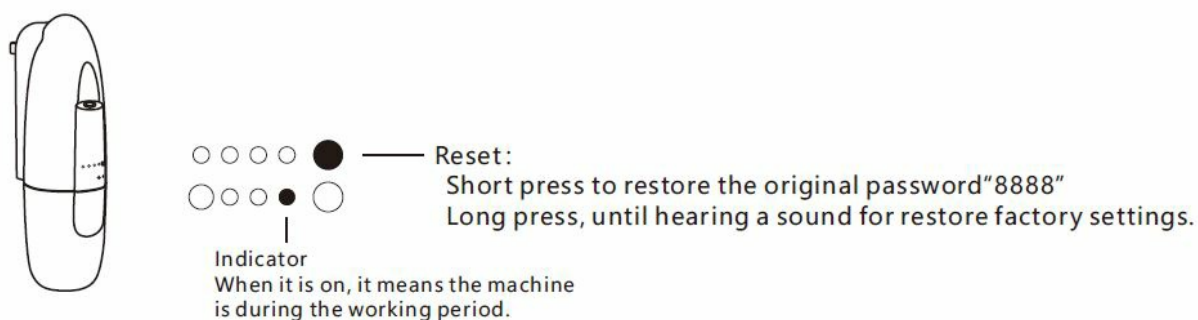 Reset:
Short press to restore the original password“8888”
Long press, until hearing a sound for restore factory settings.
Indicator
When it is on, it means the machine
is during the working period.